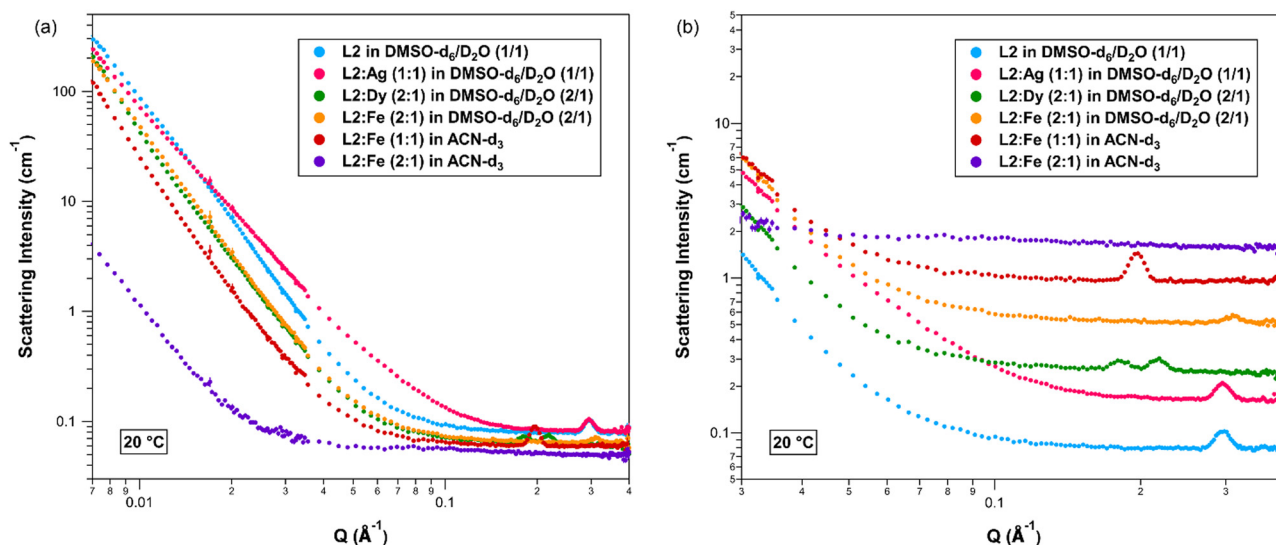 (a)
L2 in DMSO-d6/D2O (1/1)
L2:Ag (1:1) in DMSO-d6/D2O (1/1)
L2:Dy (2:1) in DMSO-d6/D2O (2/1)
L2:Fe (2:1) in DMSO-d6/D2O (2/1)
L2:Fe (1:1) in ACN-d3
L2:Fe (2:1) in ACN-d3
Scattering Intensity (cm-1)
100
10
1
0.1
20 °C
7 8 9 0.01 2 3 4 5 6 7 8 9 0.1 2 3 4
Q (Å-1)
(b)
L2 in DMSO-d6/D2O (1/1)
L2:Ag (1:1) in DMSO-d6/D2O (1/1)
L2:Dy (2:1) in DMSO-d6/D2O (2/1)
L2:Fe (2:1) in DMSO-d6/D2O (2/1)
L2:Fe (1:1) in ACN-d3
L2:Fe (2:1) in ACN-d3
Scattering Intensity (cm-1)
5
4
3
2
10
6
5
4
3
2
1
6
5
4
3
2
0.1
6
5
20 °C
3 4 5 6 7 8 9 0.1 2 3
Q (Å-1)